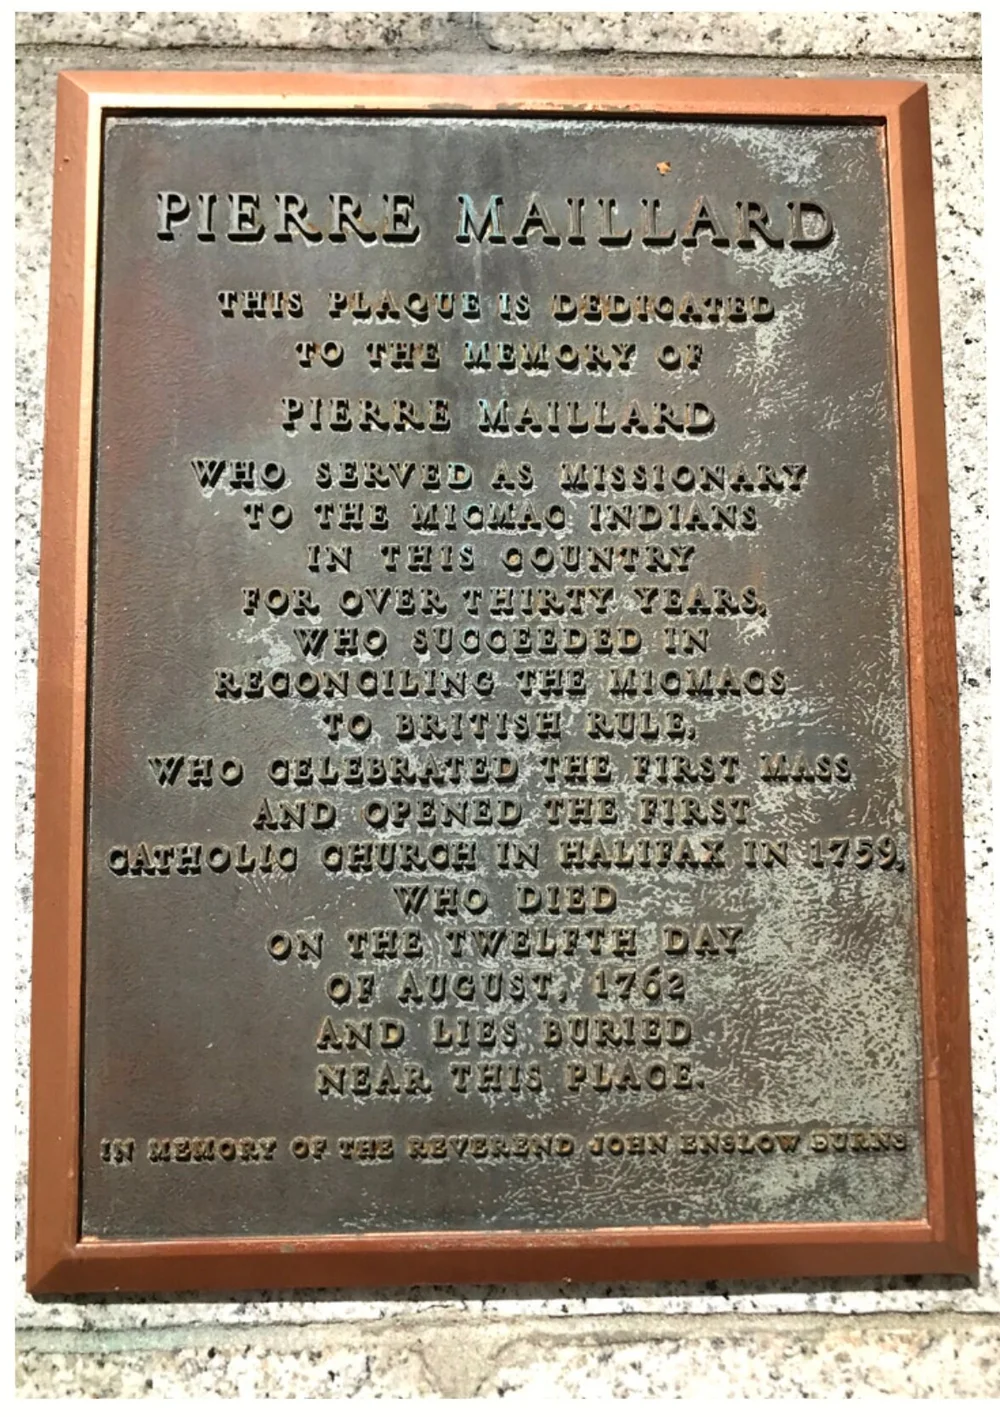 PIERRE MAILLARD
THIS PLAQUE IS DEDICATED
TO THE MEMORY OF
PIERRE MAILLARD
WHO SERVED AS MISSIONARY
TO THE MICMAC INDIANS
IN THIS COUNTRY
FOR OVER THIRTY YEARS,
WHO SUCCEEDED IN
RECONCILING THE MICMACS
TO BRITISH RULE,
WHO CELEBRATED THE FIRST MASS
AND OPENED THE FIRST
CATHOLIC CHURCH IN HALIFAX IN 1759,
WHO DIED
ON THE TWELFTH DAY
OF AUGUST, 1762
AND LIES BURIED
NEAR THIS PLACE.
IN MEMORY OF THE REVEREND JOHN ENSLOW BURNS